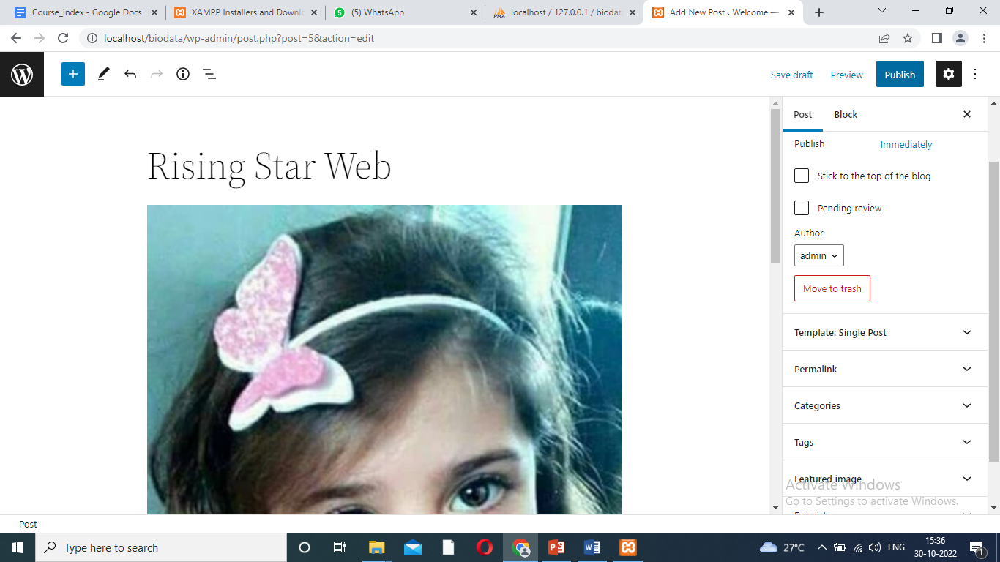 Course_index - Google Docs
XAMPP Installers and Downl
(5) WhatsApp
localhost / 127.0.0.1 / biodat
Add New Post ‹ Welcome —
localhost/biodata/wp-admin/post.php?post=5&action=edit
Save draft
Preview
Publish
Post
Block
Publish
Immediately
Rising Star Web
Stick to the top of the blog
Pending review
Author
admin
Move to trash
Template: Single Post
Permalink
Categories
Tags
Featured image
Activate Windows
Go to Settings to activate Windows.
Excerpt
Post
Type here to search
27°C
ENG
15:36
30-10-2022
1